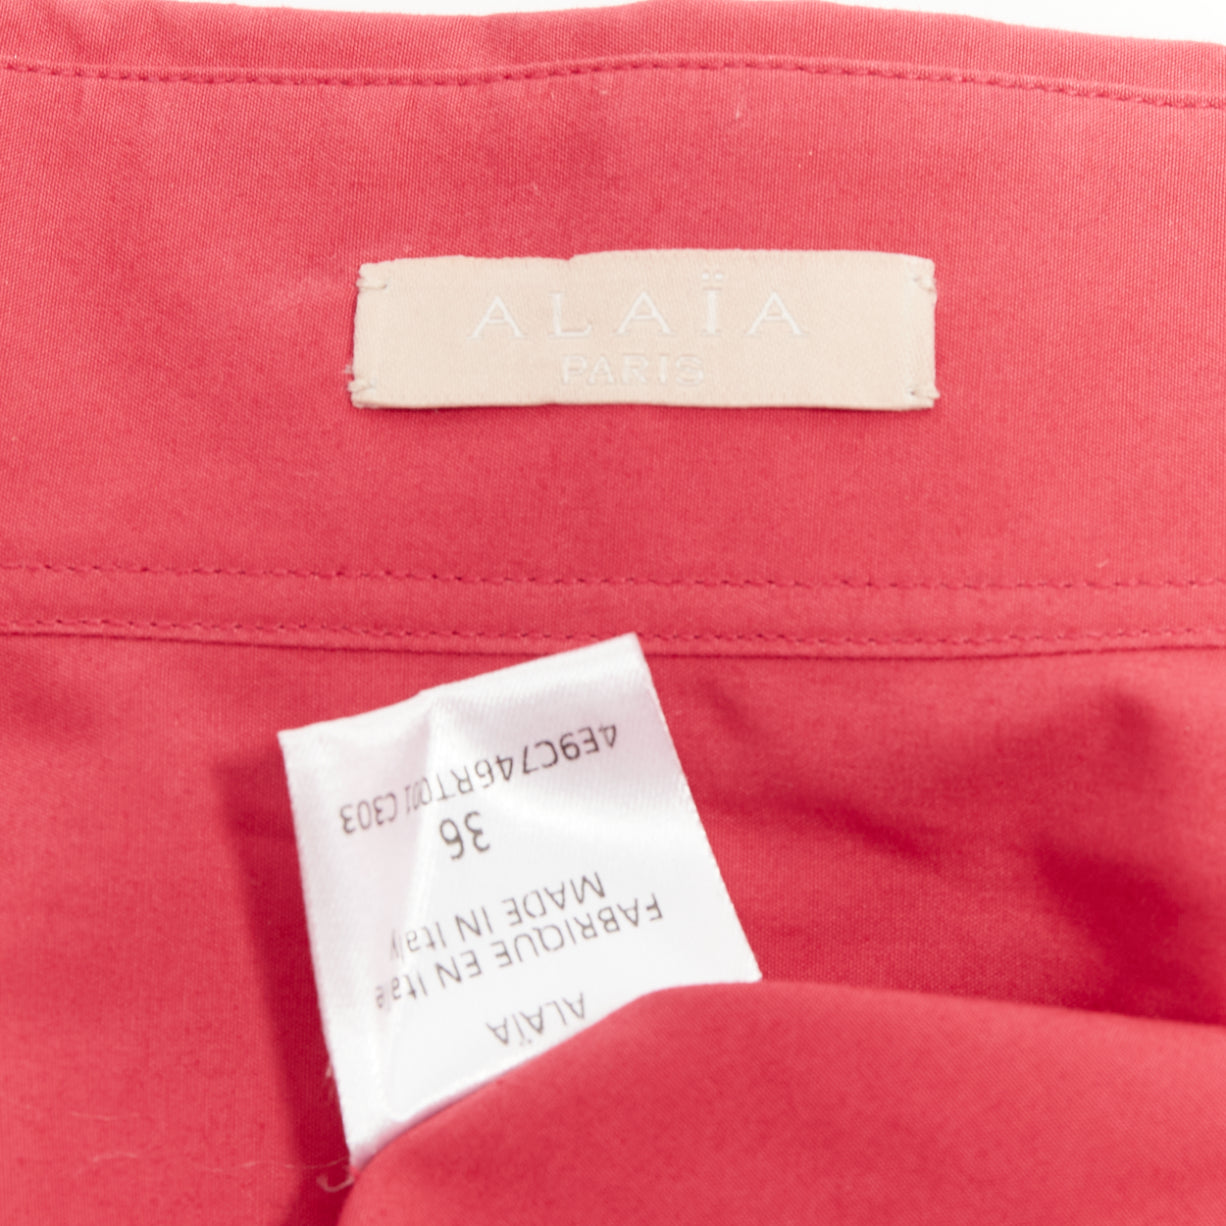 ALAÏA
PARIS
ALAÏA
FABRIQUE EN Italie
MADE IN Italy
36
4E9C746RT001 C303